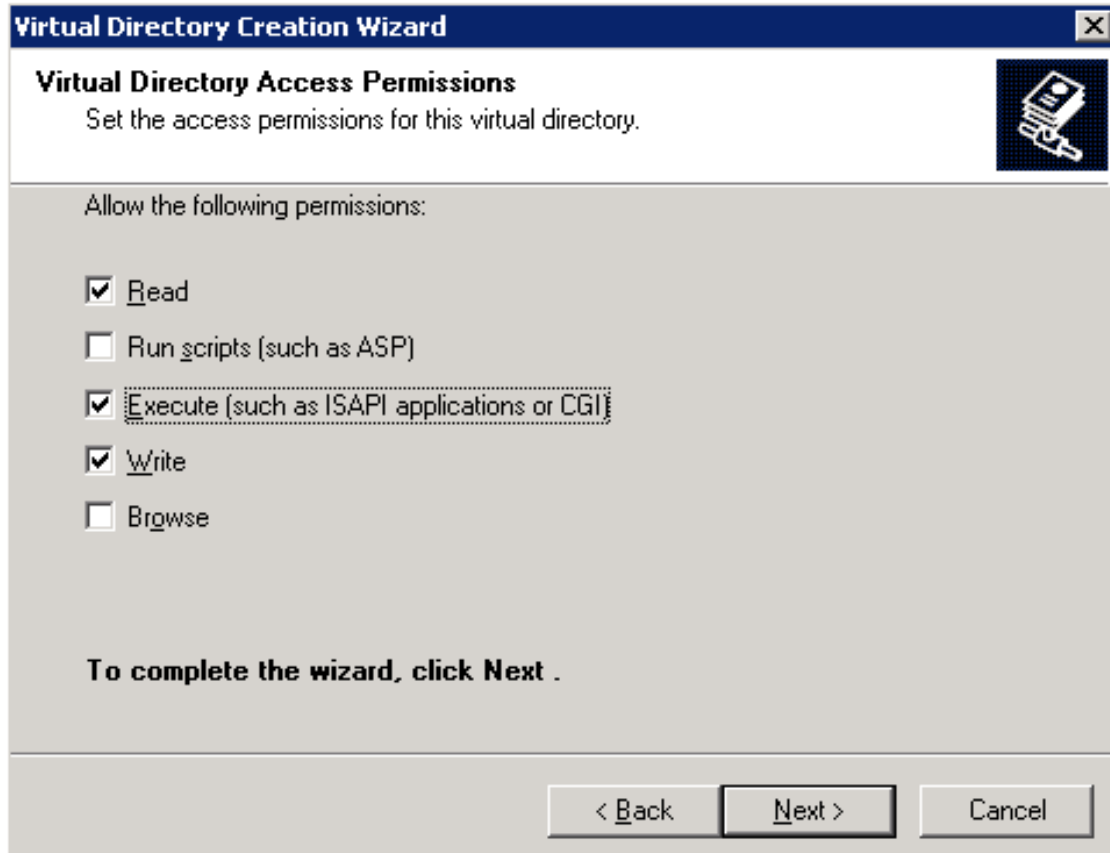 Virtual Directory Creation Wizard
Virtual Directory Access Permissions
Set the access permissions for this virtual directory.
Allow the following permissions:
Read
Run scripts (such as ASP)
Execute (such as ISAPI applications or CGI)
Write
Browse
To complete the wizard, click Next .
< Back Next > Cancel